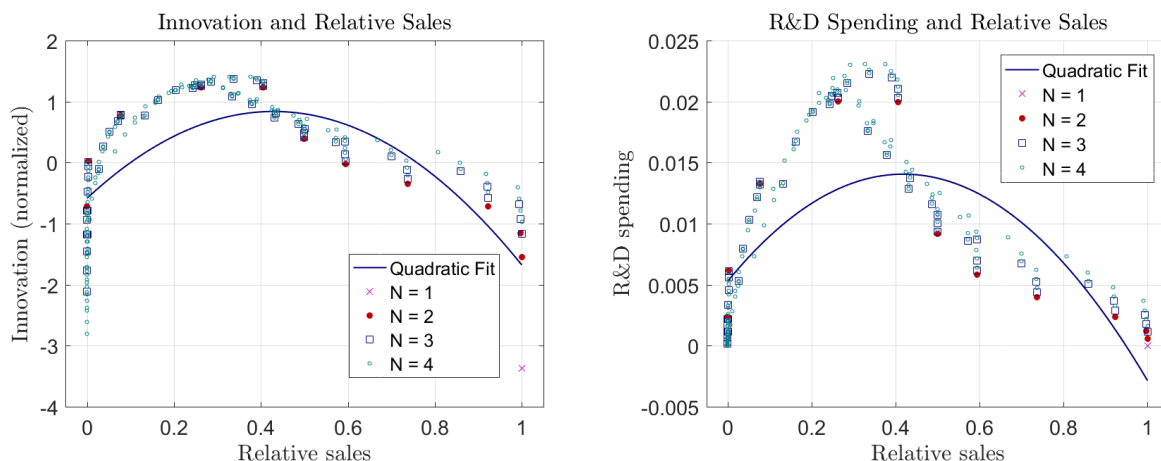 Innovation and Relative Sales
Innovation (normalized)
2
1
0
-1
-2
-3
-4
0
0.2
0.4
0.6
0.8
1
Relative sales
Quadratic Fit
N = 1
N = 2
N = 3
N = 4
R&D Spending and Relative Sales
R&D spending
0.025
0.02
0.015
0.01
0.005
0
-0.005
0
0.2
0.4
0.6
0.8
1
Relative sales
Quadratic Fit
N = 1
N = 2
N = 3
N = 4